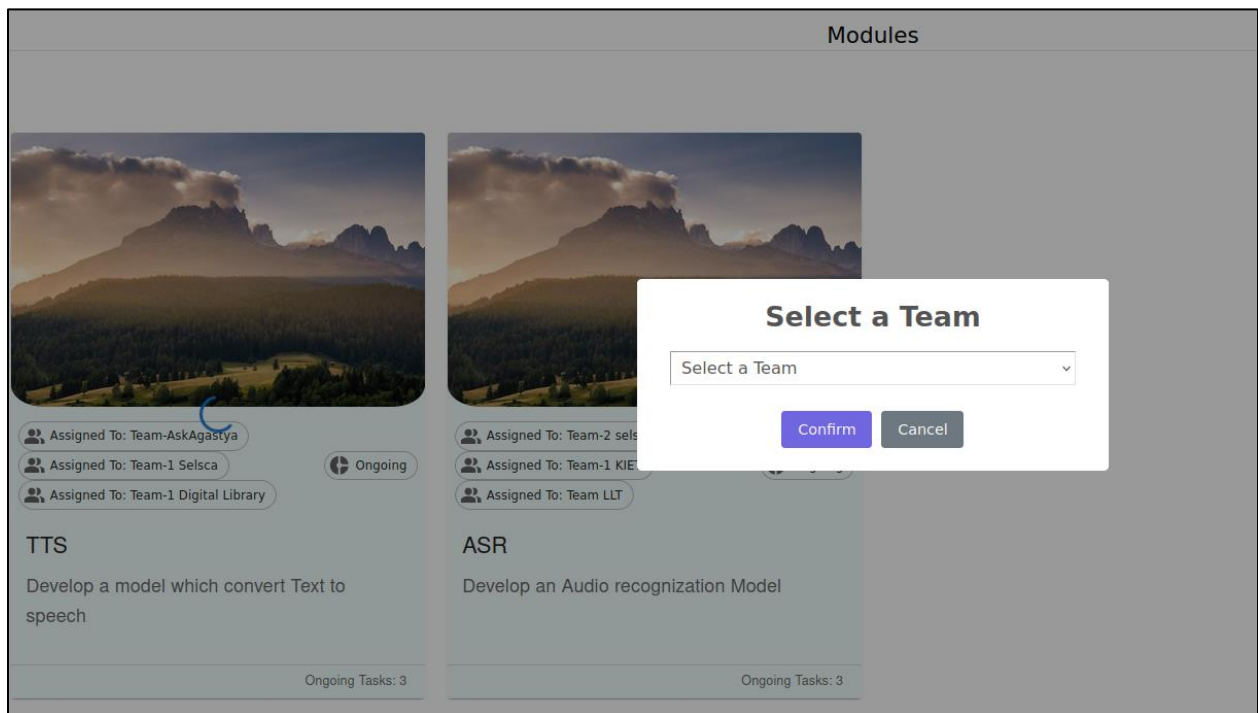 Modules
Select a Team
Select a Team
Confirm
Cancel
Assigned To: Team-AskAgastya
Assigned To: Team-1 Selsca
Ongoing
Assigned To: Team-1 Digital Library
TTS
Develop a model which convert Text to
speech
Ongoing Tasks: 3
Assigned To: Team-2 sels
Assigned To: Team-1 KIET
Assigned To: Team LLT
ASR
Develop an Audio recognization Model
Ongoing Tasks: 3